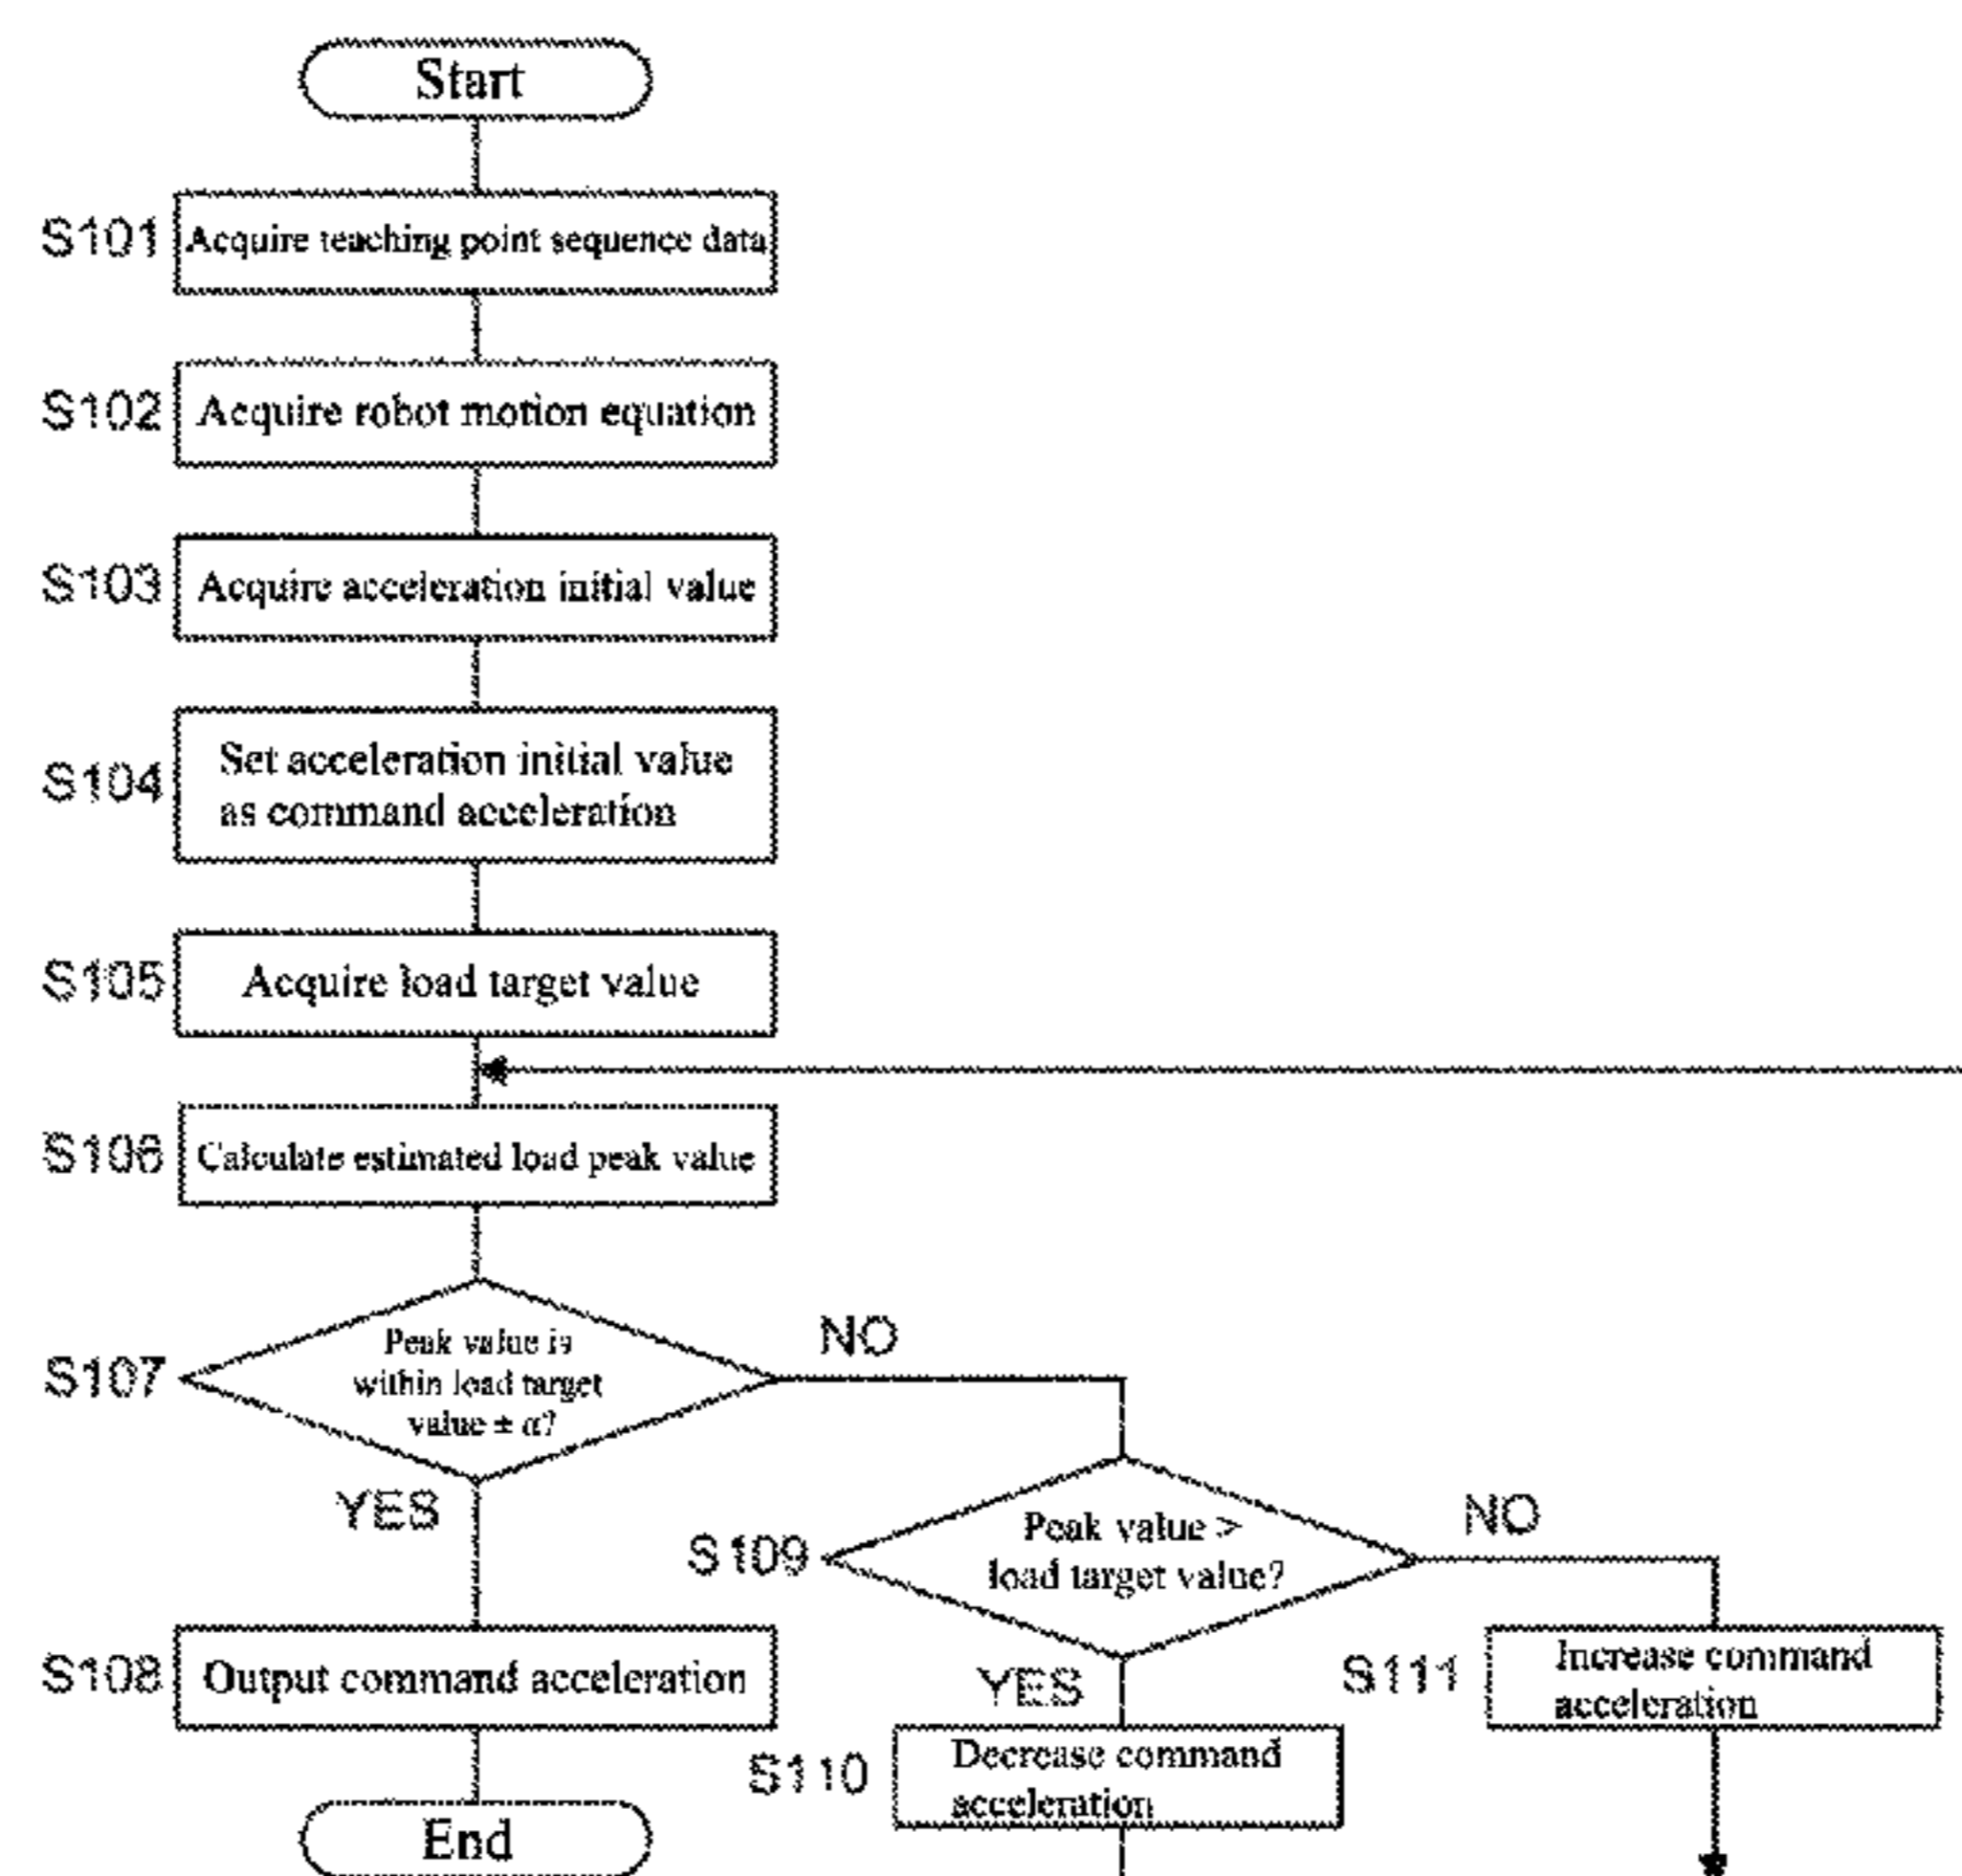 Start
S101
Acquire teaching point sequence data
S102
Acquire robot motion equation
S103
Acquire acceleration initial value
S104
Set acceleration initial value
as command acceleration
S105
Acquire load target value
S106
Calculate estimated load peak value
S107
Peak value is
within load target
value ± α?
NO
YES
S108
Output command acceleration
End
S109
Peak value >
load target value?
NO
YES
S110
Decrease command
acceleration
S111
Increase command
acceleration